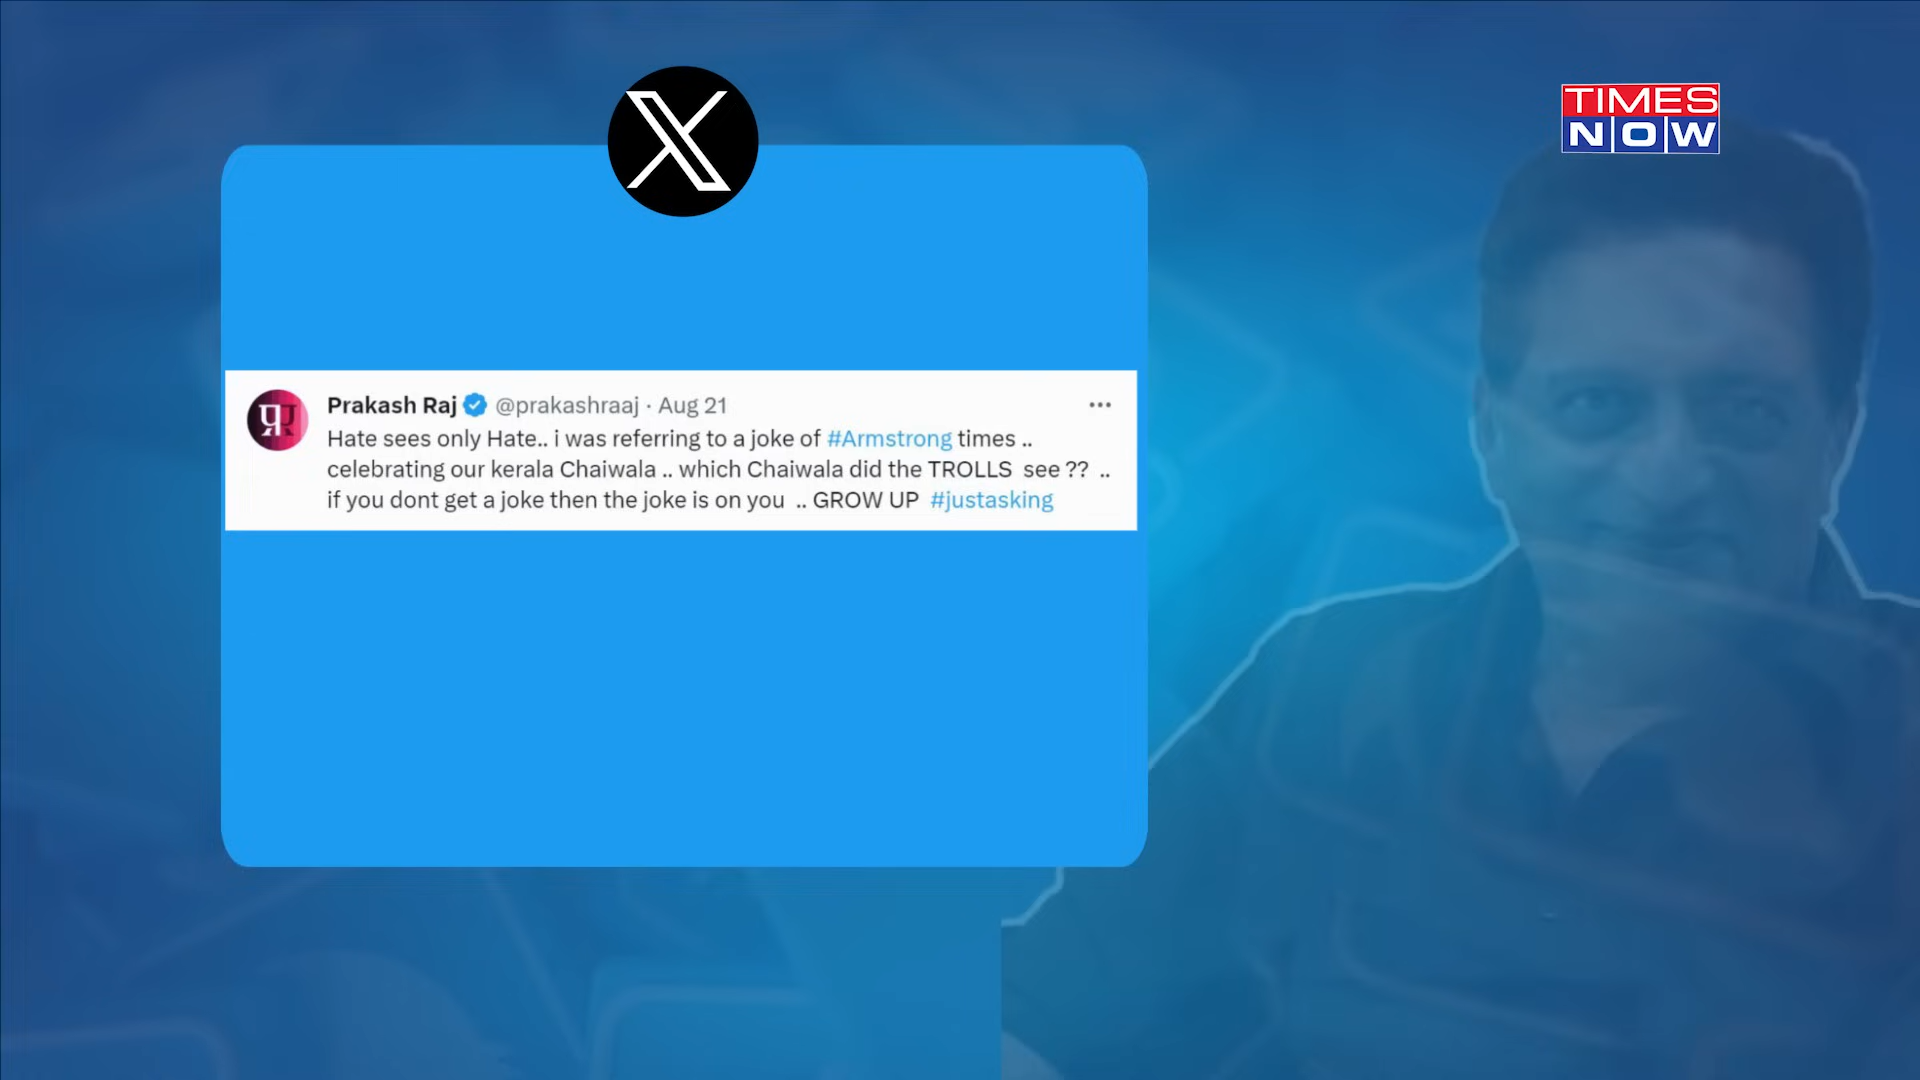 TIMES
NOW
Prakash Raj @prakashraaj · Aug 21
Hate sees only Hate.. i was referring to a joke of #Armstrong times ..
celebrating our kerala Chaiwala .. which Chaiwala did the TROLLS see ?? ..
if you dont get a joke then the joke is on you .. GROW UP #justasking